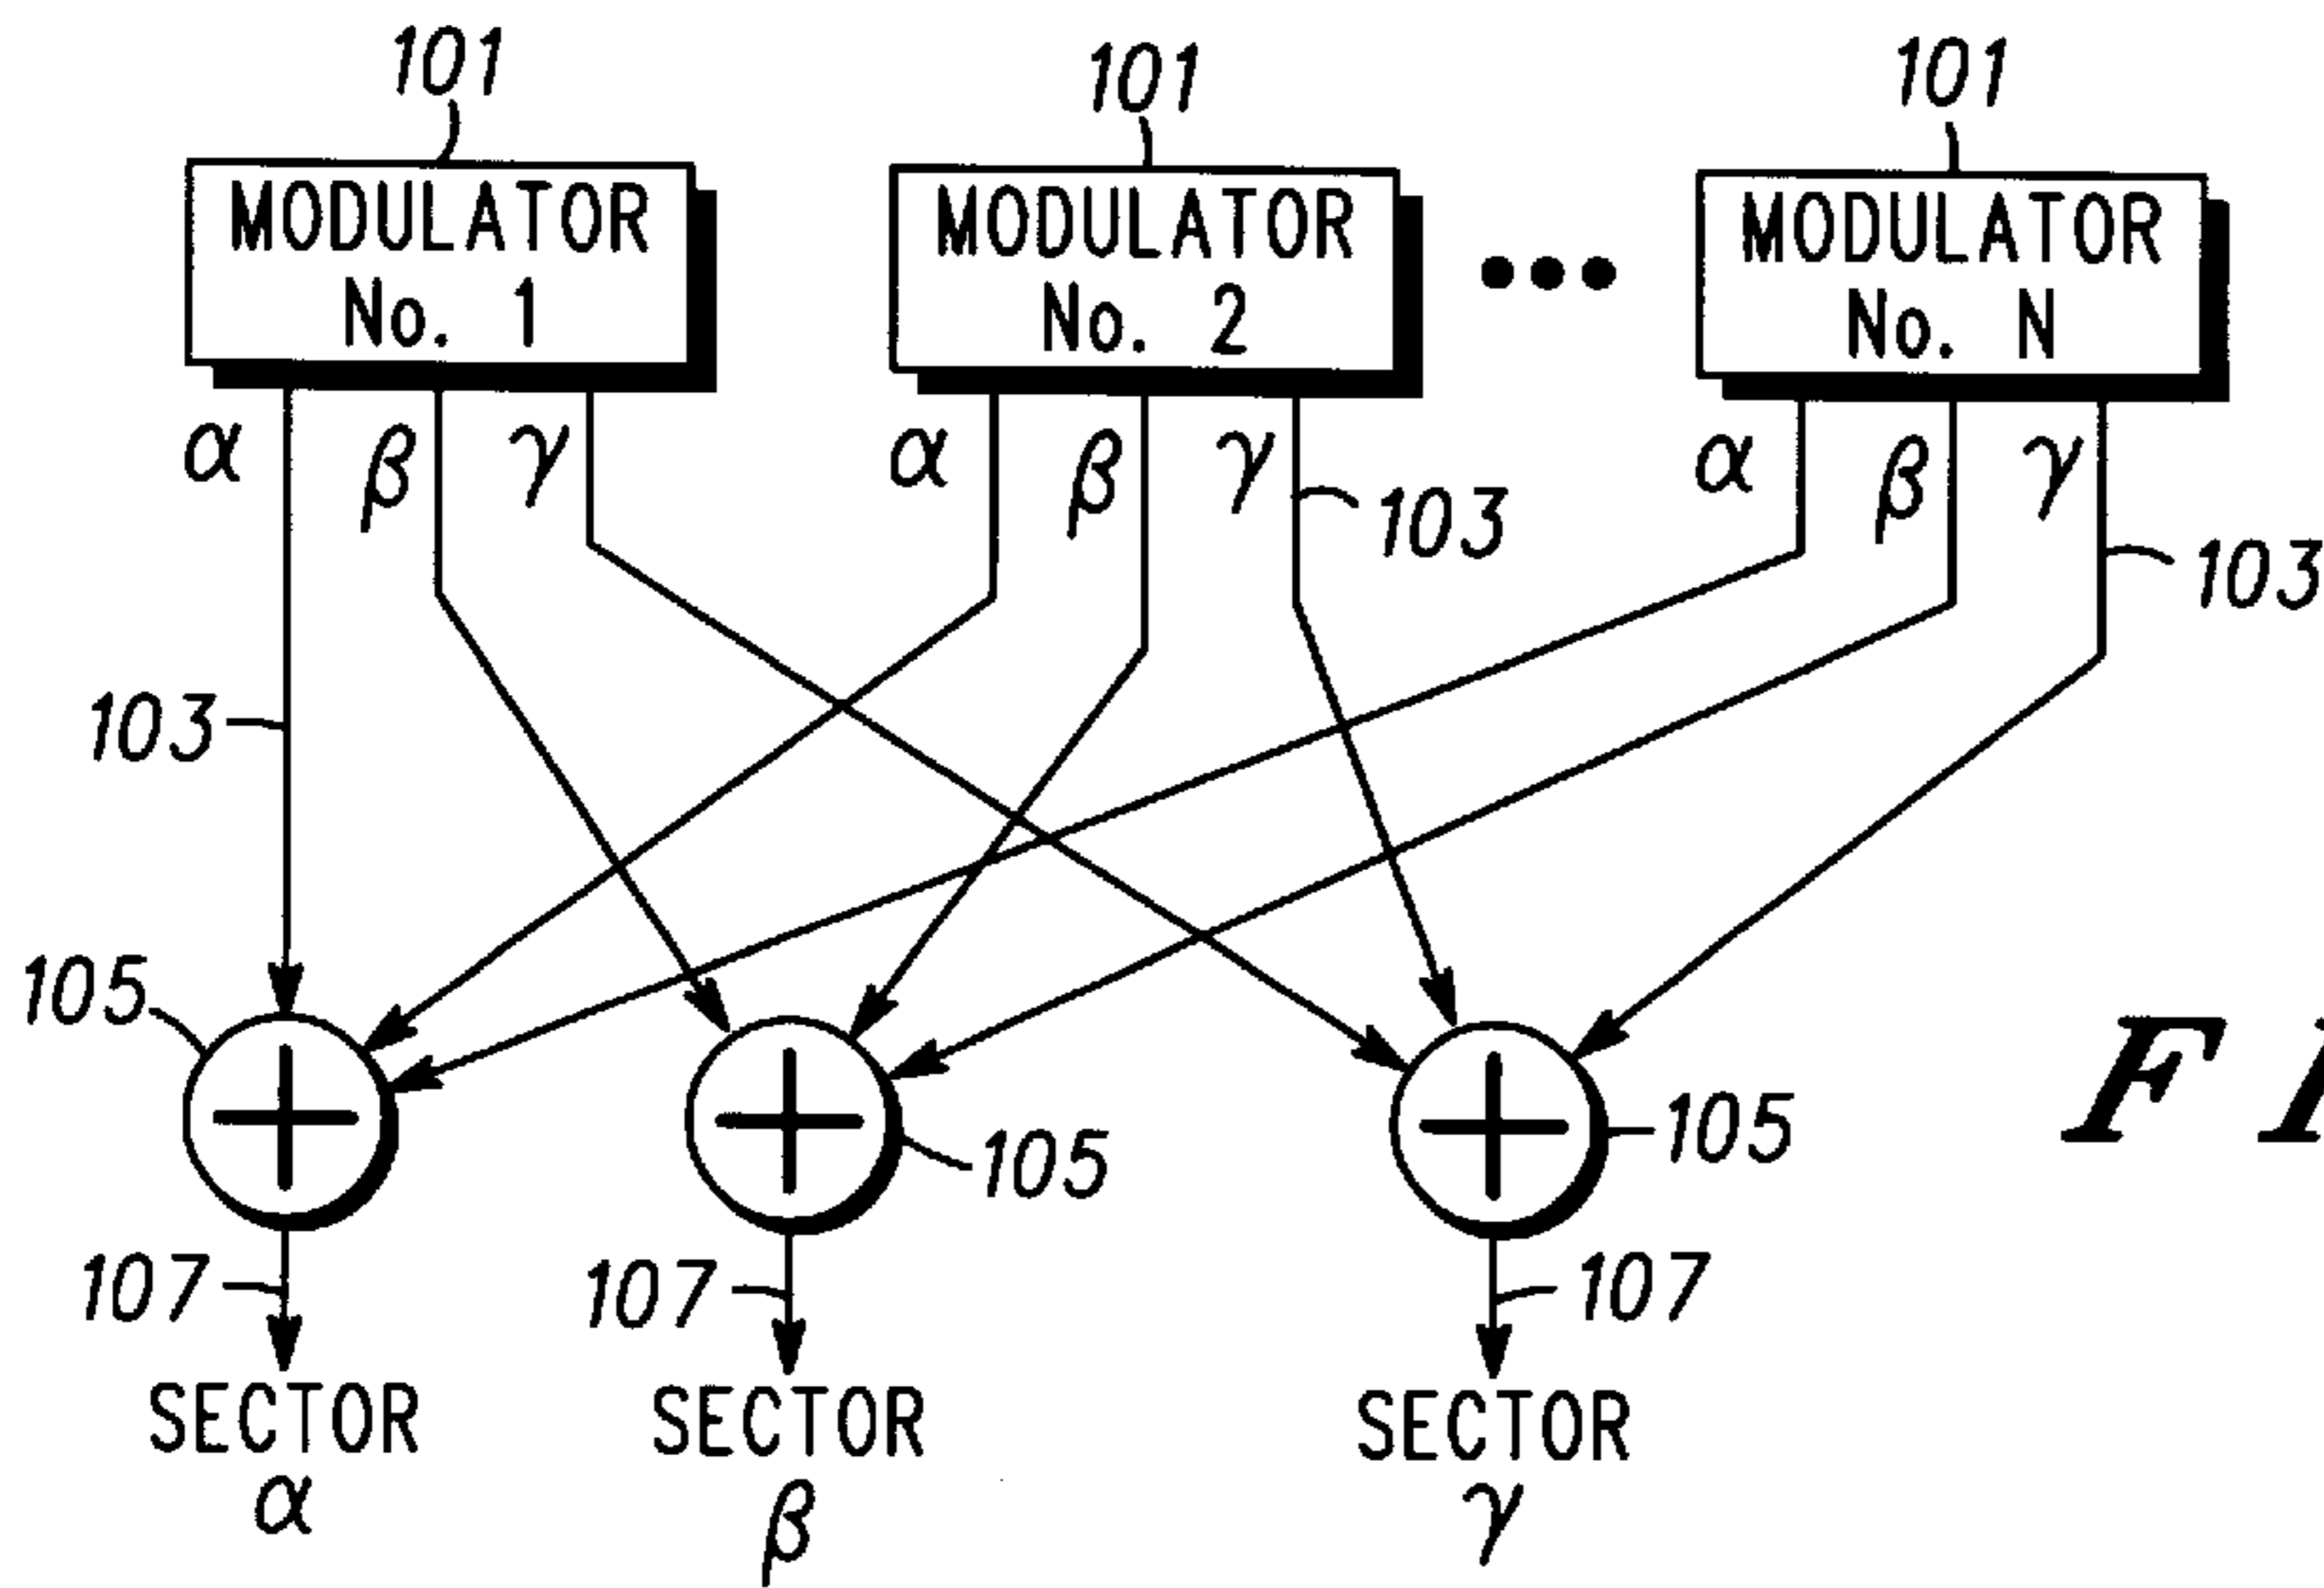 101
101
101
MODULATOR
No. 1
MODULATOR
No. 2
MODULATOR
No. N
α
β
γ
α
β
γ
α
β
γ
103
103
103
105
105
105
107
107
107
SECTOR
α
SECTOR
β
SECTOR
γ